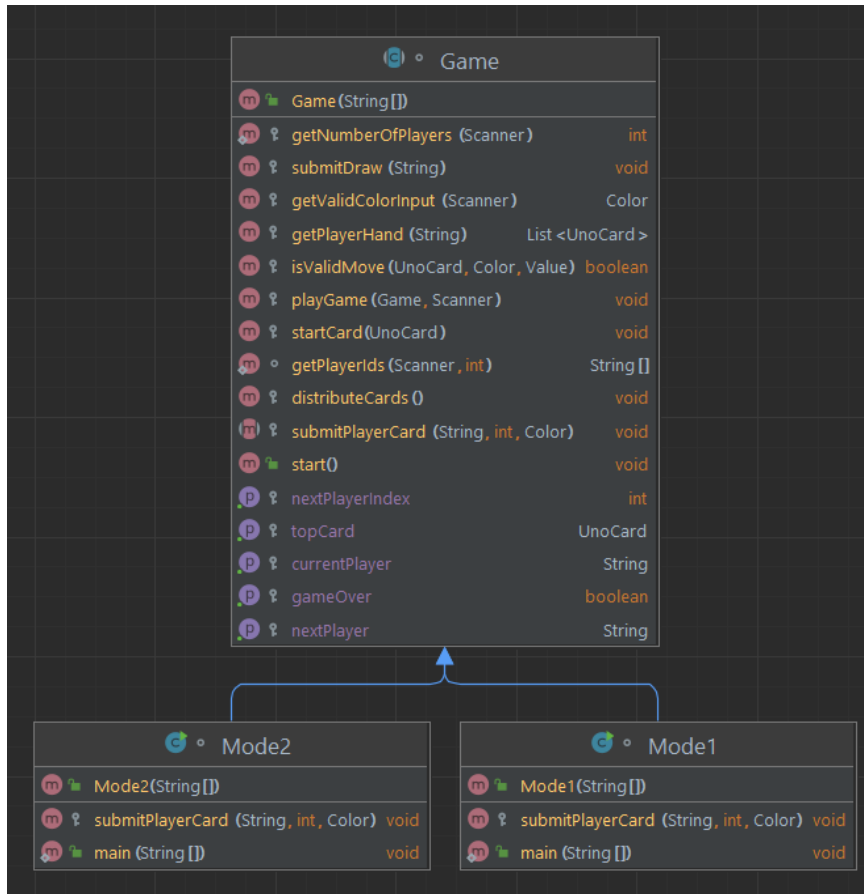 Game
Game(String[])
getNumberOfPlayers (Scanner) int
submitDraw (String) void
getValidColorInput (Scanner) Color
getPlayerHand (String) List <UnoCard>
isValidMove(UnoCard, Color, Value) boolean
playGame(Game, Scanner) void
startCard(UnoCard) void
getPlayerIds (Scanner, int) String[]
distributeCards () void
submitPlayerCard (String, int, Color) void
start() void
nextPlayerIndex int
topCard UnoCard
currentPlayer String
gameOver boolean
nextPlayer String
Mode2
Mode2(String[])
submitPlayerCard (String, int, Color) void
main (String[]) void
Mode1
Mode1(String[])
submitPlayerCard (String, int, Color) void
main (String[]) void